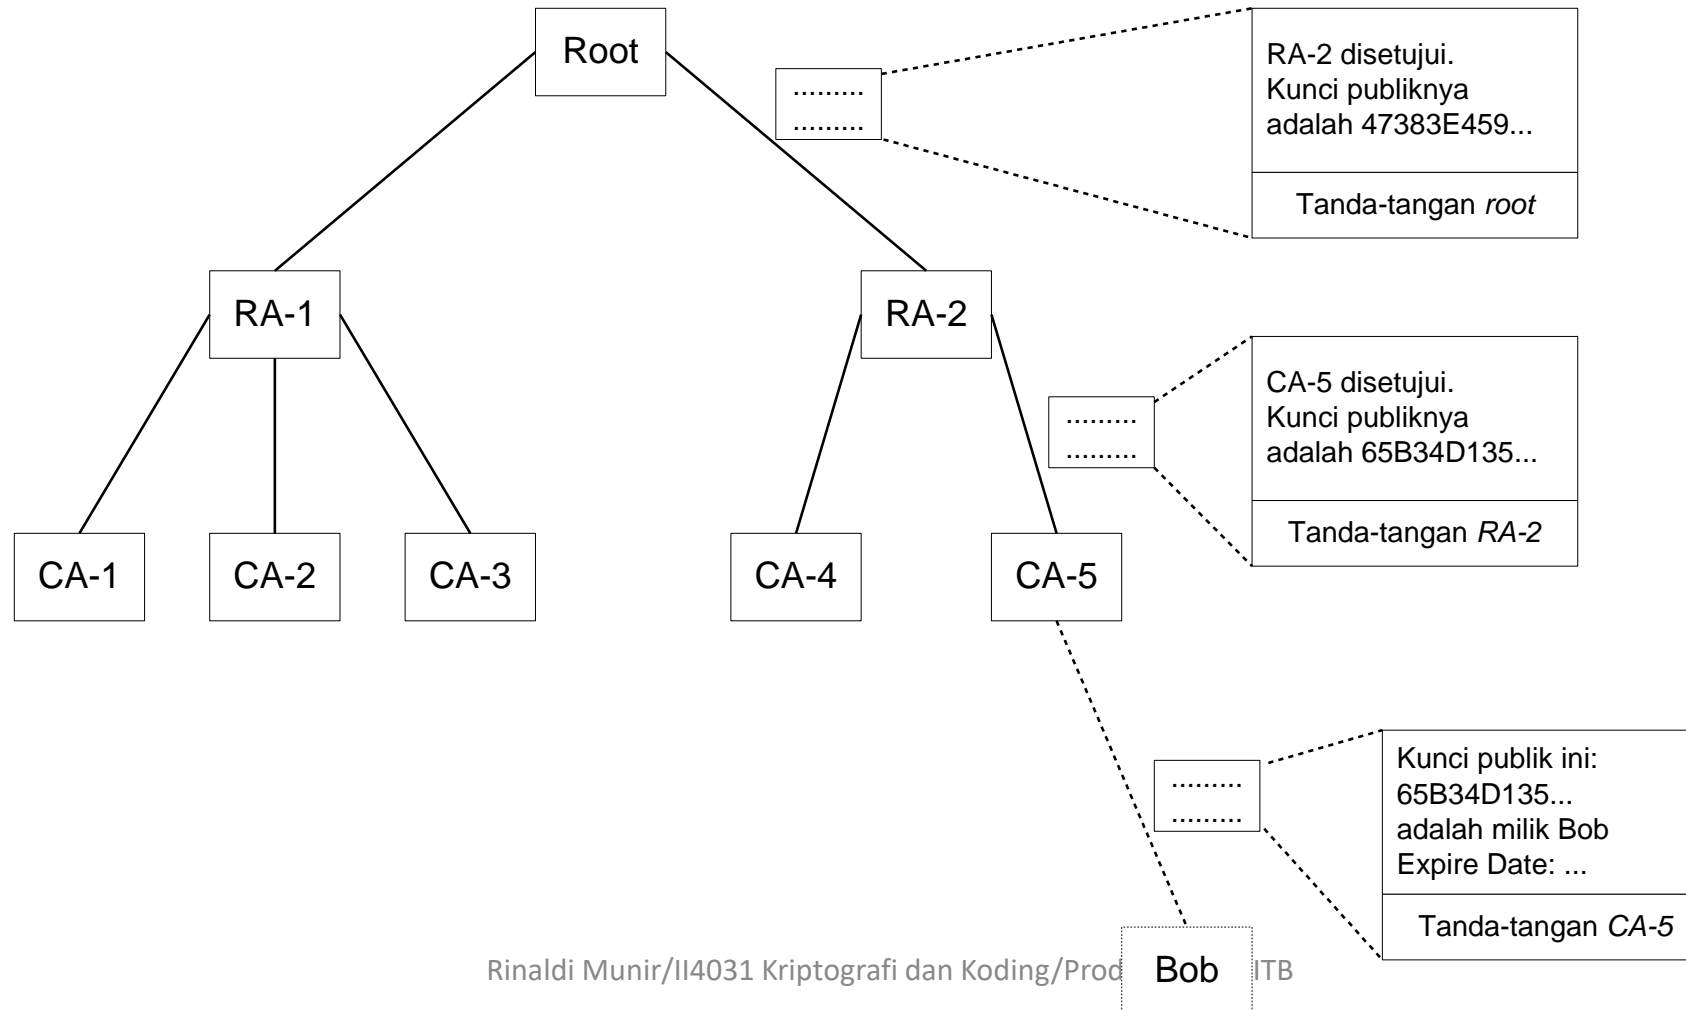 Root
.........
.........
RA-2 disetujui.
Kunci publiknya
adalah 47383E459...
Tanda-tangan root
RA-1
RA-2
.........
.........
CA-5 disetujui.
Kunci publiknya
adalah 65B34D135...
Tanda-tangan RA-2
CA-1
CA-2
CA-3
CA-4
CA-5
.........
.........
Kunci publik ini:
65B34D135...
adalah milik Bob
Expire Date: ...
Tanda-tangan CA-5
Bob
Rinaldi Munir/II4031 Kriptografi dan Koding/Prod ITB